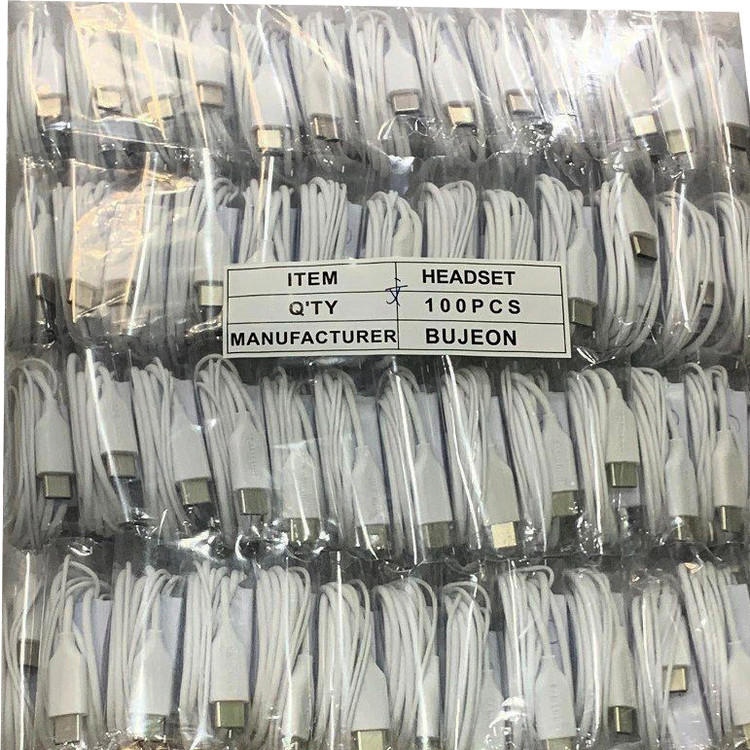 ITEM HEADSET
Q'TY 100PCS
MANUFACTURER BUJEON